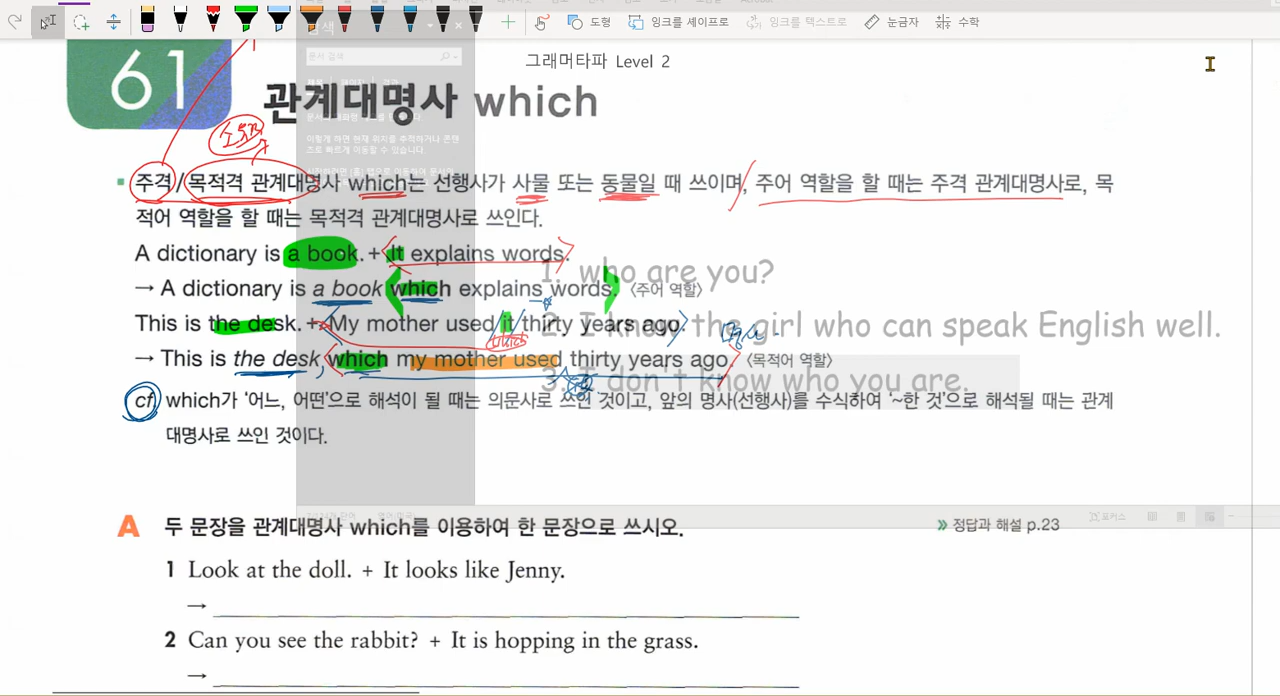 도형
잉크를 셰이프로
잉크를 텍스트로
눈금자
수학
그래머타파 Level 2
61
관계대명사 which
문서 검색
소유격
주격/목적격 관계대명사 which는 선행사가 사물 또는 동물일 때 쓰이며, 주어 역할을 할 때는 주격 관계대명사로, 목
적어 역할을 할 때는 목적격 관계대명사로 쓰인다.
A dictionary is a book. + It explains words.
1. who are you?
→ A dictionary is a book which explains words. 〈주어 역할〉
This is the desk. + My mother used it thirty years ago.
which
2. I know the girl who can speak English well.
→ This is the desk which my mother used thirty years ago. 〈목적어 역할〉
3. I don't know who you are.
cf which가 '어느, 어떤'으로 해석이 될 때는 의문사로 쓰인 것이고, 앞의 명사(선행사)를 수식하여 '~한 것'으로 해석될 때는 관계
대명사로 쓰인 것이다.
포커스
A 두 문장을 관계대명사 which를 이용하여 한 문장으로 쓰시오.
» 정답과 해설 p.23
1 Look at the doll. + It looks like Jenny.
→
2 Can you see the rabbit? + It is hopping in the grass.
→